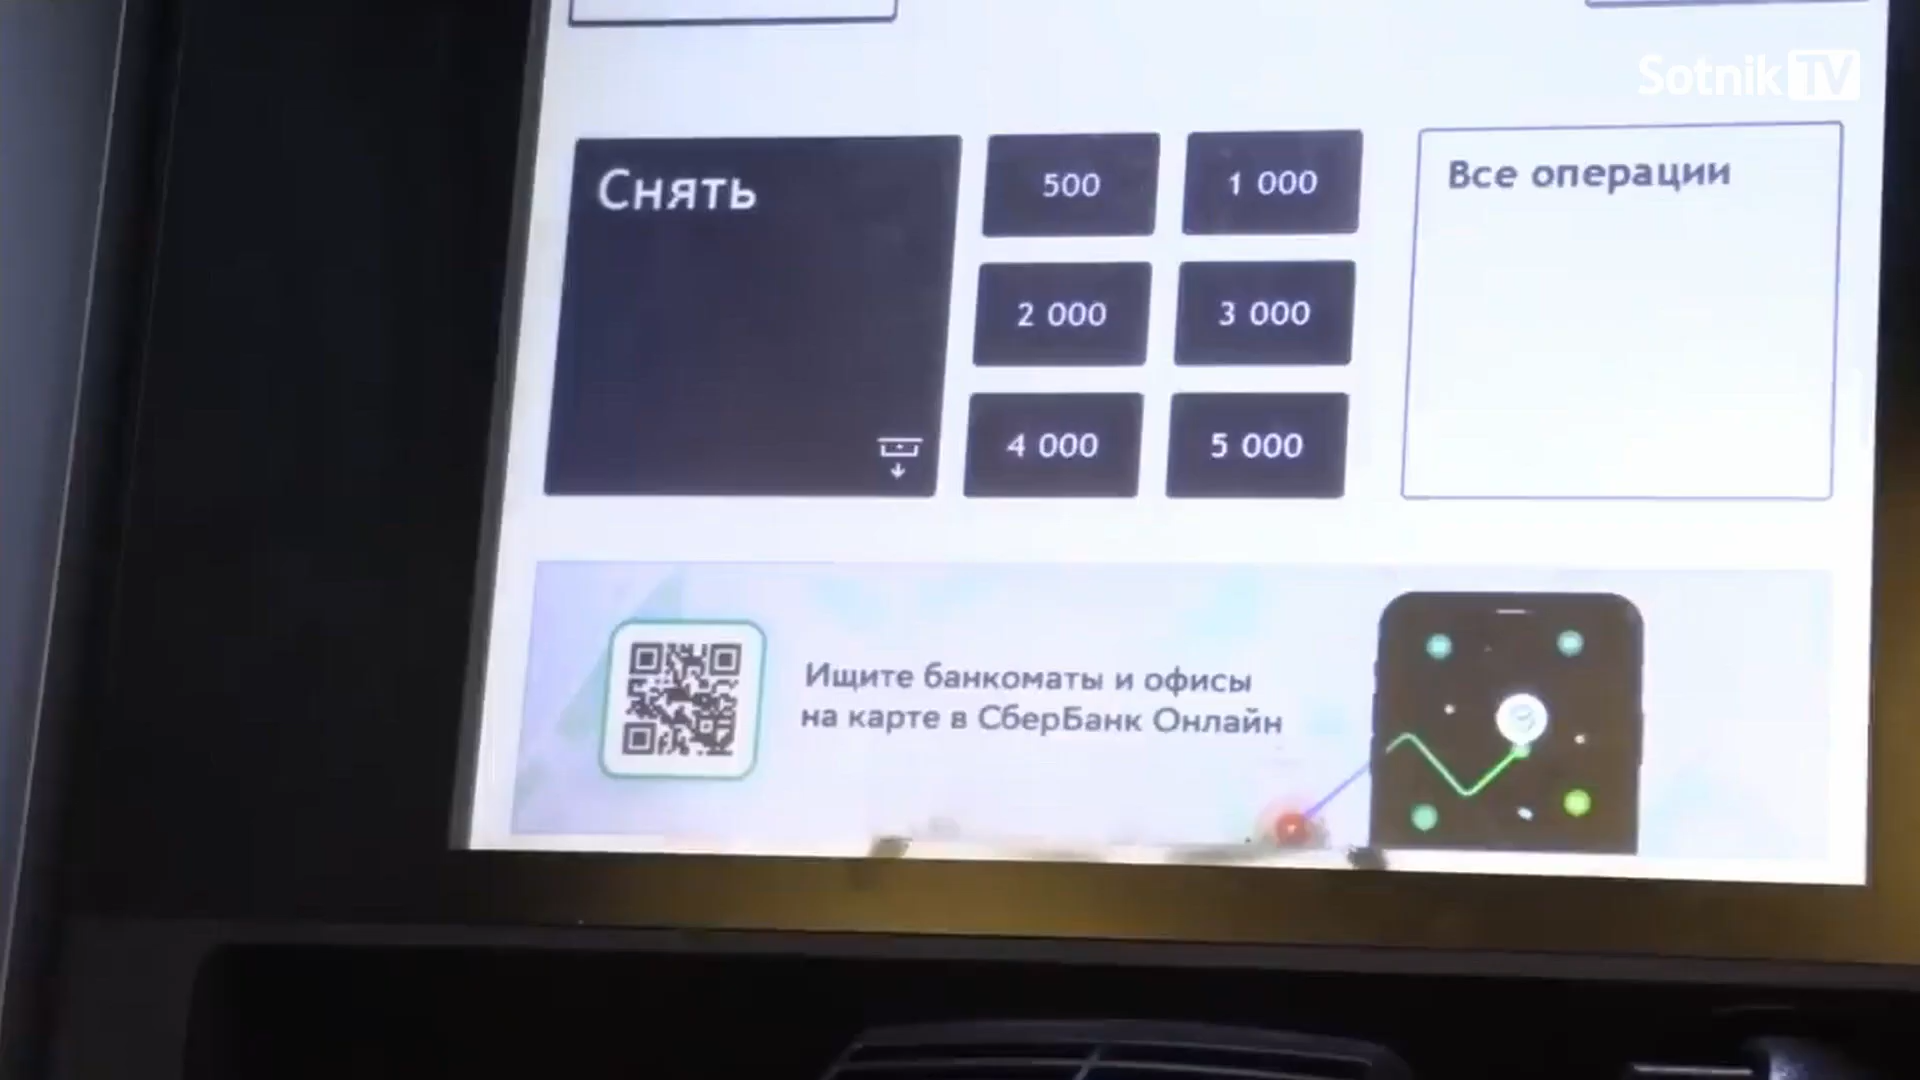 Sotnik TV
Снять
500
1 000
Все операции
2 000
3 000
4 000
5 000
Ищите банкоматы и офисы
на карте в СберБанк Онлайн